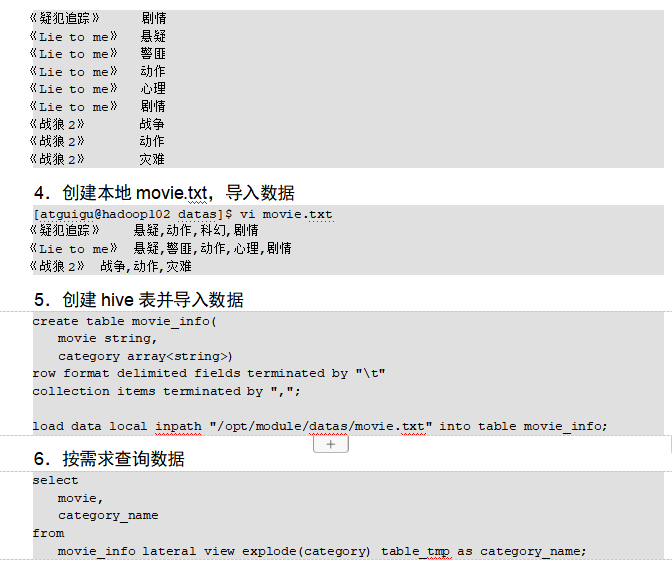 《疑犯追踪》 剧情
《Lie to me》 悬疑
《Lie to me》 警匪
《Lie to me》 动作
《Lie to me》 心理
《Lie to me》 剧情
《战狼 2》 战争
《战狼 2》 动作
《战狼 2》 灾难
4．创建本地 movie.txt，导入数据
[atguigu@hadoop102 datas]$ vi movie.txt
《疑犯追踪》 悬疑,动作,科幻,剧情
《Lie to me》 悬疑,警匪,动作,心理,剧情
《战狼 2》 战争,动作,灾难
5．创建 hive 表并导入数据
create table movie_info(
movie string,
category array<string>)
row format delimited fields terminated by "\t"
collection items terminated by ",";
load data local inpath "/opt/module/datas/movie.txt" into table movie_info;
6．按需求查询数据
select
movie,
category_name
from
movie_info lateral view explode(category) table_tmp as category_name;